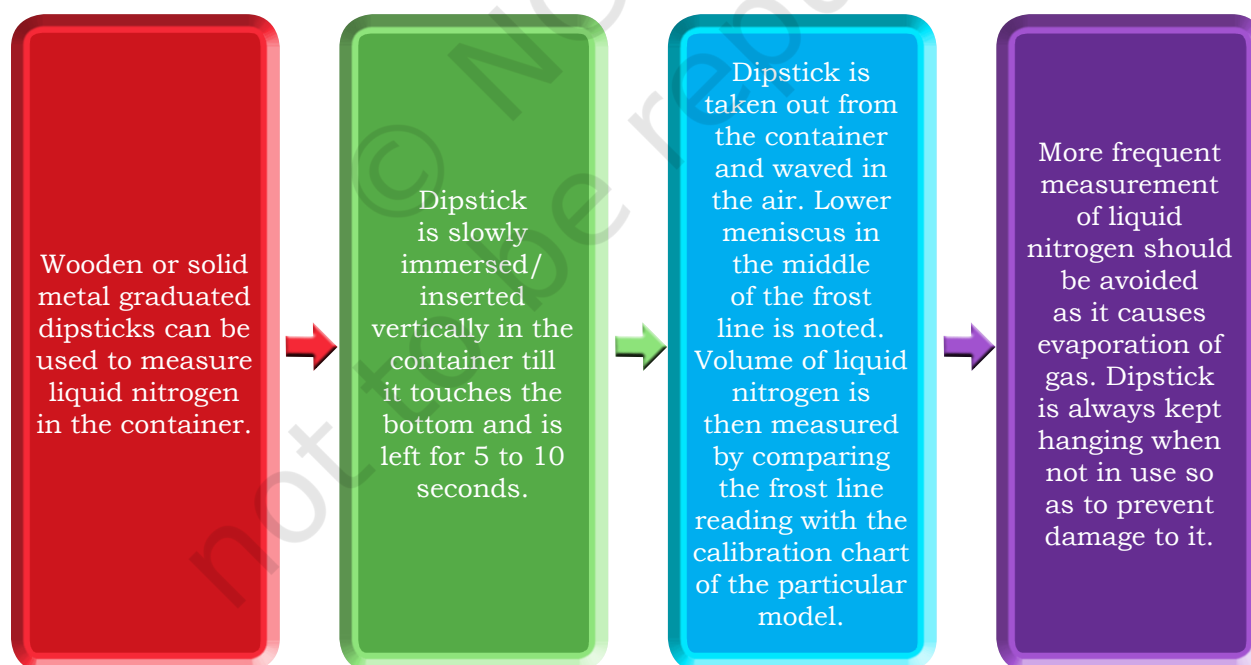 Wooden or solid
metal graduated
dipsticks can be
used to measure
liquid nitrogen
in the container.
Dipstick
is slowly
immersed/
inserted
vertically in the
container till
it touches the
bottom and is
left for 5 to 10
seconds.
Dipstick is
taken out from
the container
and waved in
the air. Lower
meniscus in
the middle
of the frost
line is noted.
Volume of liquid
nitrogen is
then measured
by comparing
the frost line
reading with the
calibration chart
of the particular
model.
More frequent
measurement
of liquid
nitrogen should
be avoided
as it causes
evaporation of
gas. Dipstick
is always kept
hanging when
not in use so
as to prevent
damage to it.
© NC
not to be repu